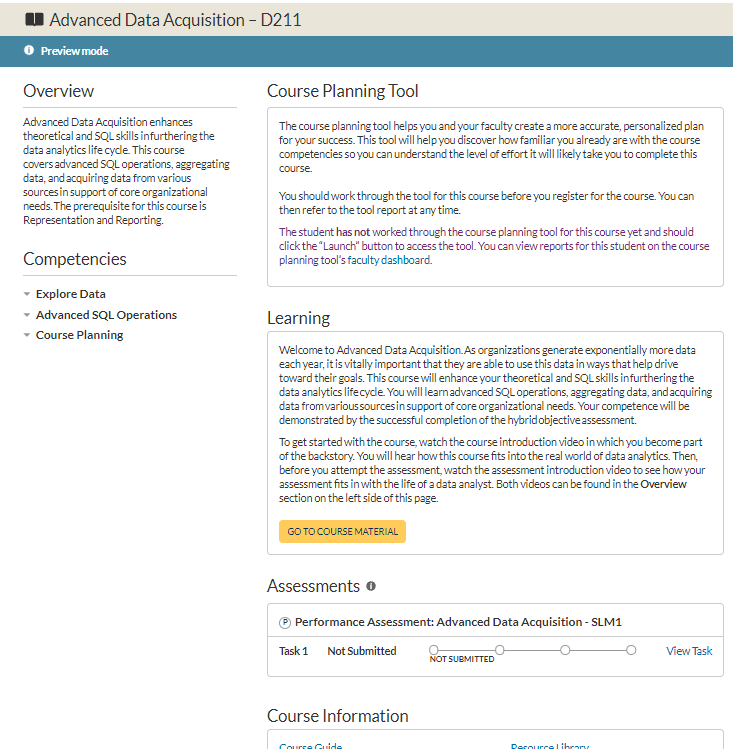 Advanced Data Acquisition – D211
Preview mode
Overview
Advanced Data Acquisition enhances
theoretical and SQL skills in furthering the
data analytics life cycle. This course
covers advanced SQL operations, aggregating
data, and acquiring data from various
sources in support of core organizational
needs. The prerequisite for this course is
Representation and Reporting.
Competencies
Explore Data
Advanced SQL Operations
Course Planning
Course Planning Tool
The course planning tool helps you and your faculty create a more accurate, personalized plan
for your success. This tool will help you discover how familiar you already are with the course
competencies so you can understand the level of effort it will likely take you to complete this
course.
You should work through the tool for this course before you register for the course. You can
then refer to the tool report at any time.
The student has not worked through the course planning tool for this course yet and should
click the “Launch” button to access the tool. You can view reports for this student on the course
planning tool’s faculty dashboard.
Learning
Welcome to Advanced Data Acquisition. As organizations generate exponentially more data
each year, it is vitally important that they are able to use this data in ways that help drive
toward their goals. This course will enhance your theoretical and SQL skills in furthering the
data analytics life cycle. You will learn advanced SQL operations, aggregating data, and acquiring
data from various sources in support of core organizational needs. Your competence will be
demonstrated by the successful completion of the hybrid objective assessment.
To get started with the course, watch the course introduction video in which you become part
of the backstory. You will hear how this course fits into the real world of data analytics. Then,
before you attempt the assessment, watch the assessment introduction video to see how your
assessment fits in with the life of a data analyst. Both videos can be found in the Overview
section on the left side of this page.
GO TO COURSE MATERIAL
Assessments
P Performance Assessment: Advanced Data Acquisition - SLM1
Task 1 Not Submitted NOT SUBMITTED View Task
Course Information
Course Guide Resource Library